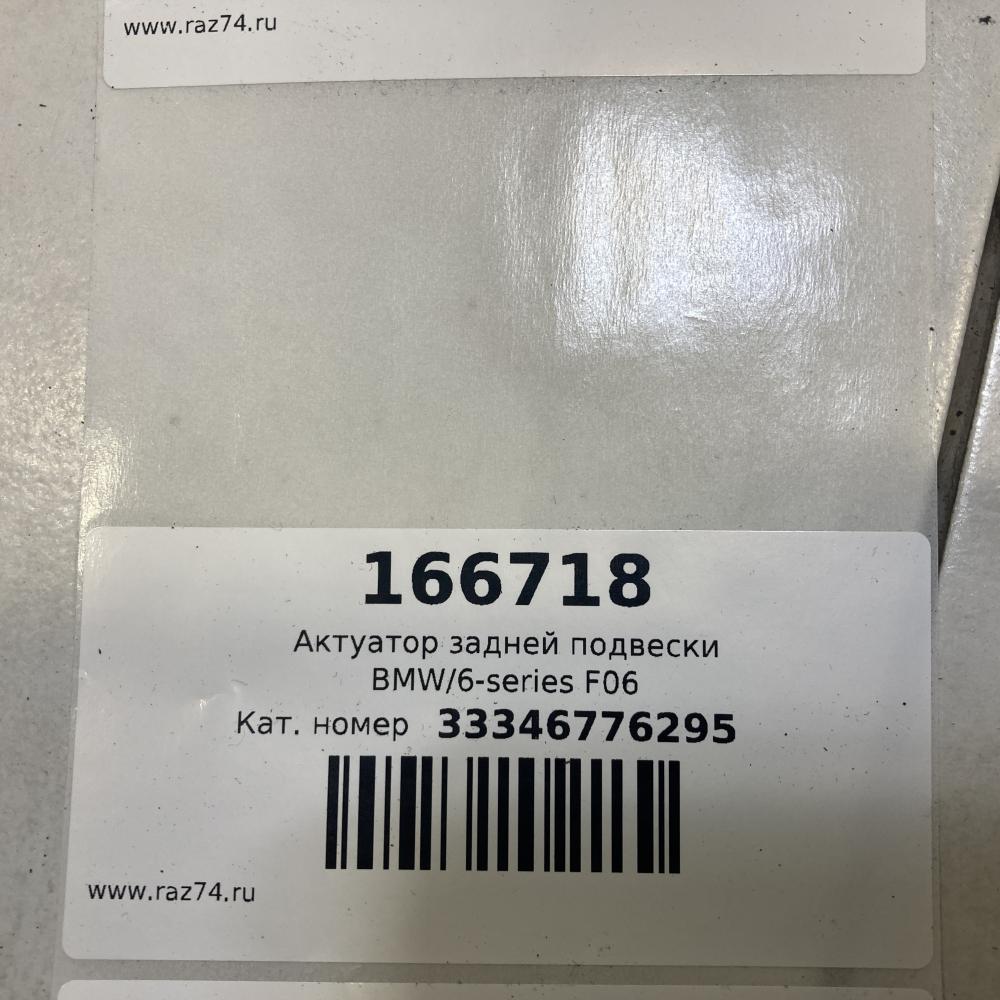 www.raz74.ru
166718
Актуатор задней подвески
BMW/6-series F06
Кат. номер 33346776295
www.raz74.ru